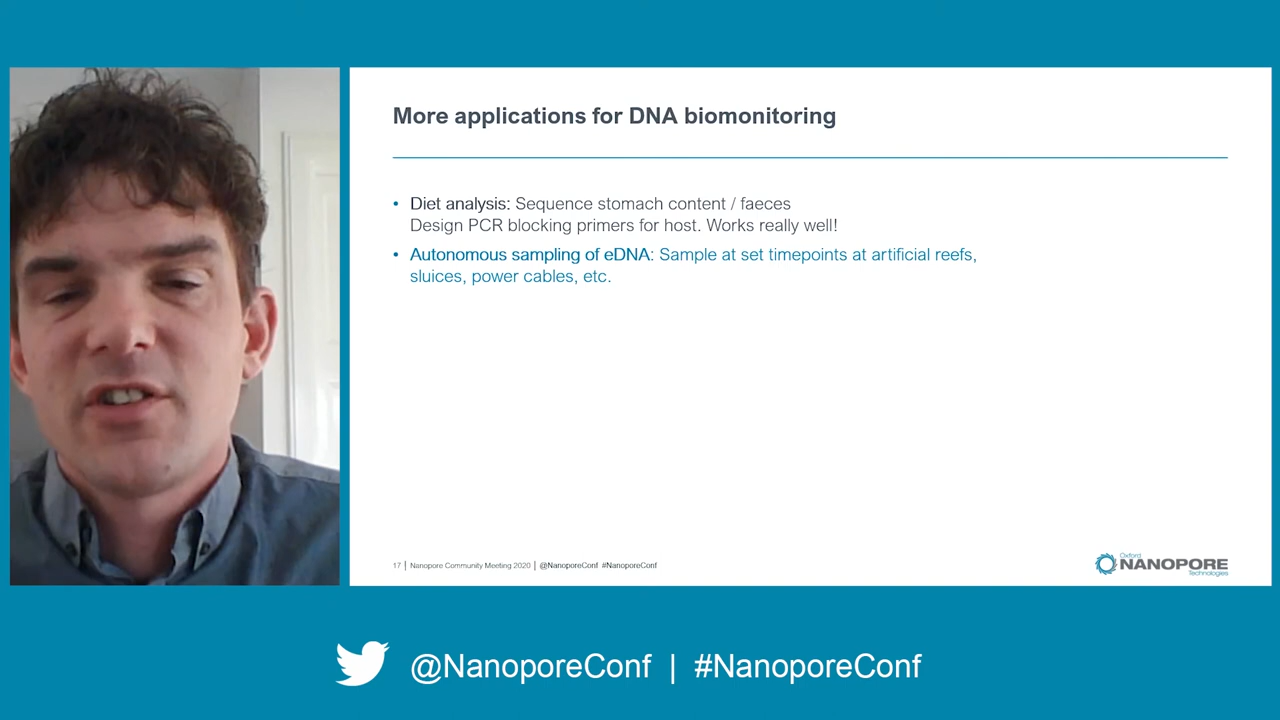 More applications for DNA biomonitoring
• Diet analysis: Sequence stomach content / faeces
Design PCR blocking primers for host. Works really well!
• Autonomous sampling of eDNA: Sample at set timepoints at artificial reefs,
sluices, power cables, etc.
17 | Nanopore Community Meeting 2020 | @NanoporeConf #NanoporeConf
Oxford
NANOPORE
Technologies
@NanoporeConf | #NanoporeConf